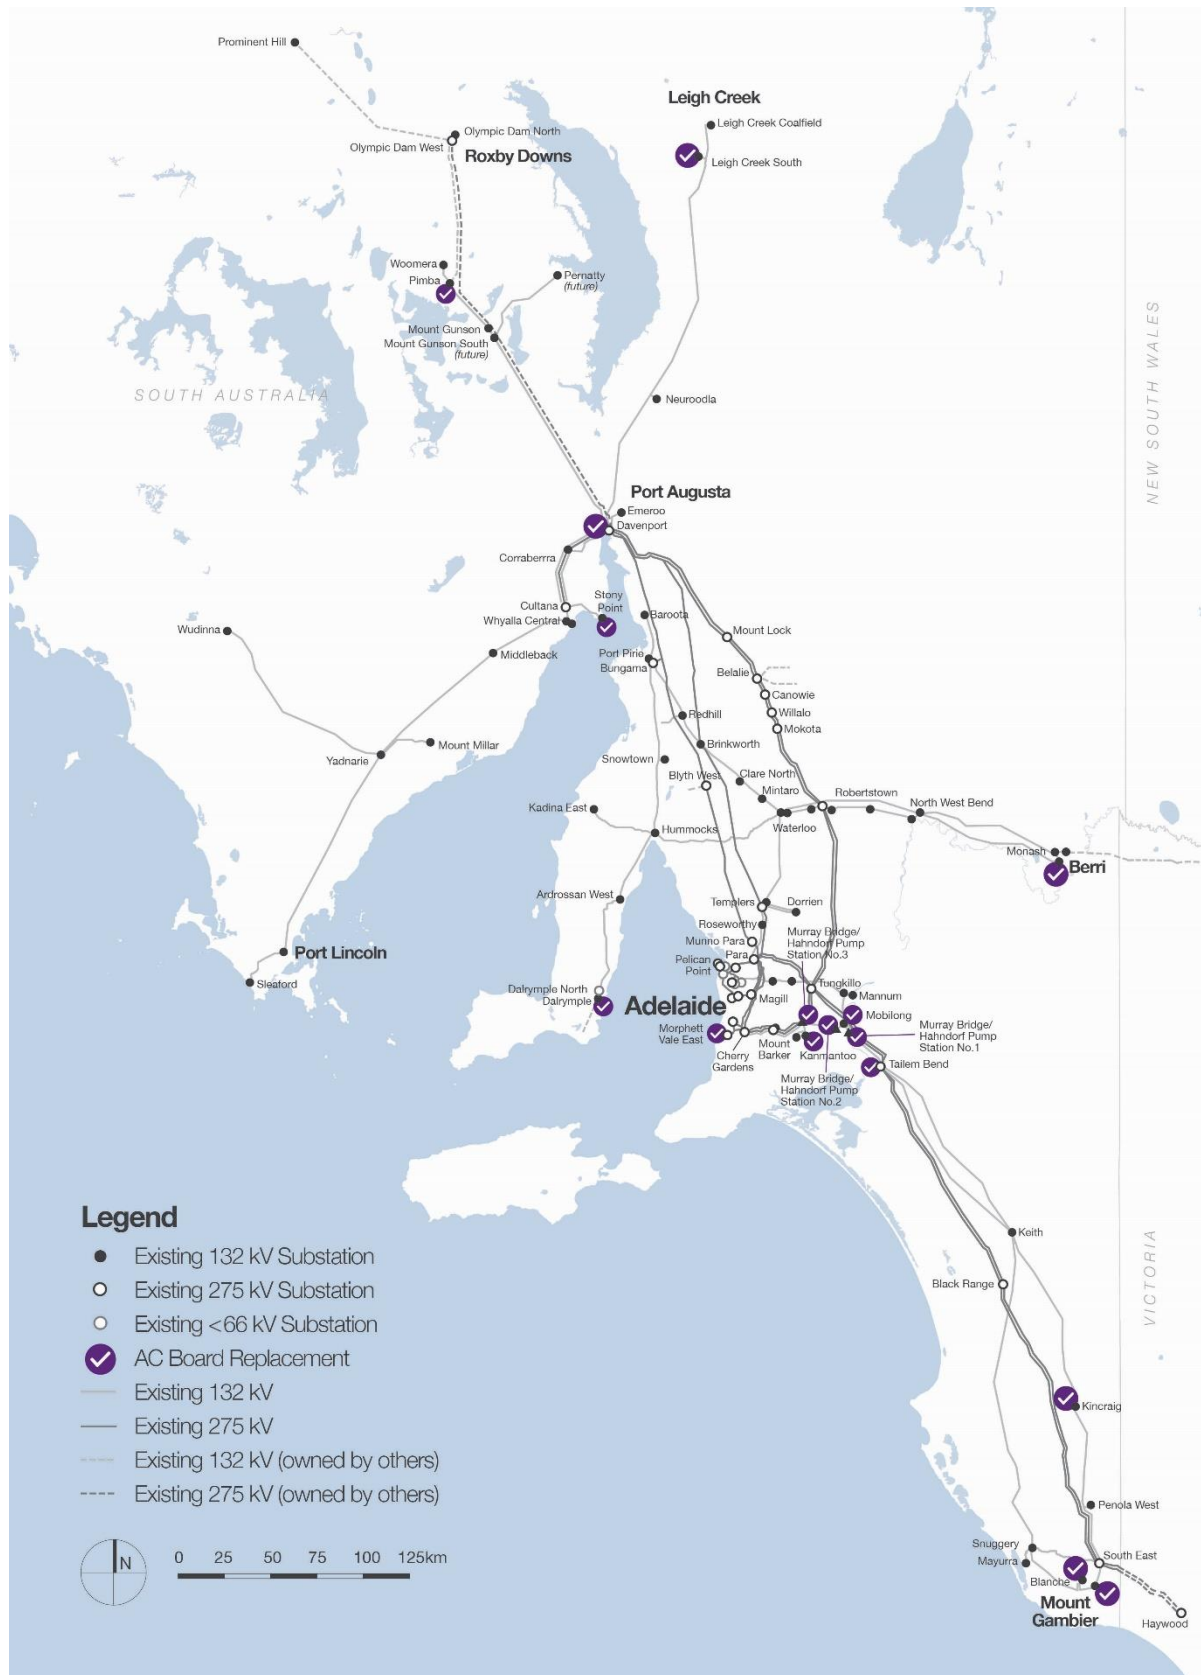 Prominent Hill
Leigh Creek
Leigh Creek Coalfield
Olympic Dam North
Olympic Dam West
Roxby Downs
Leigh Creek South
Woomera
Pimba
Pernatty
(future)
Mount Gunson
Mount Gunson South
(future)
SOUTH AUSTRALIA
NEW SOUTH WALES
Neuroodla
Port Augusta
Emeroo
Davenport
Corraberrra
Cultana
Stony
Point
Whyalla Central
Baroota
Wudinna
Mount Lock
Middleback
Port Pirie
Bungama
Belalie
Canowie
Willalo
Mokota
Redhill
Mount Millar
Yadnarie
Brinkworth
Snowtown
Blyth West
Clare North
Mintaro
Robertstown
North West Bend
Kadina East
Waterloo
Hummocks
Monash
Berri
Ardrossan West
Templers
Dorrien
Roseworthy
Murray Bridge/
Hahndorf Pump
Station No.3
Munno Para
Para
Pelican
Point
Port Lincoln
Sleaford
Tungkillo
Dalrymple North
Dalrymple
Adelaide
Magill
Mannum
Mobilong
Morphett
Vale East
Murray Bridge/
Hahndorf Pump
Station No.1
Cherry
Gardens
Mount
Barker
Kanmantoo
Tailem Bend
Murray Bridge/
Hahndorf Pump
Station No.2
Keith
Black Range
VICTORIA
Kincraig
Penola West
Snuggery
Mayurra
South East
Blanche
Mount
Gambier
Haywood
Legend
Existing 132 kV Substation
Existing 275 kV Substation
Existing <66 kV Substation
AC Board Replacement
Existing 132 kV
Existing 275 kV
Existing 132 kV (owned by others)
Existing 275 kV (owned by others)
N
0 25 50 75 100 125km